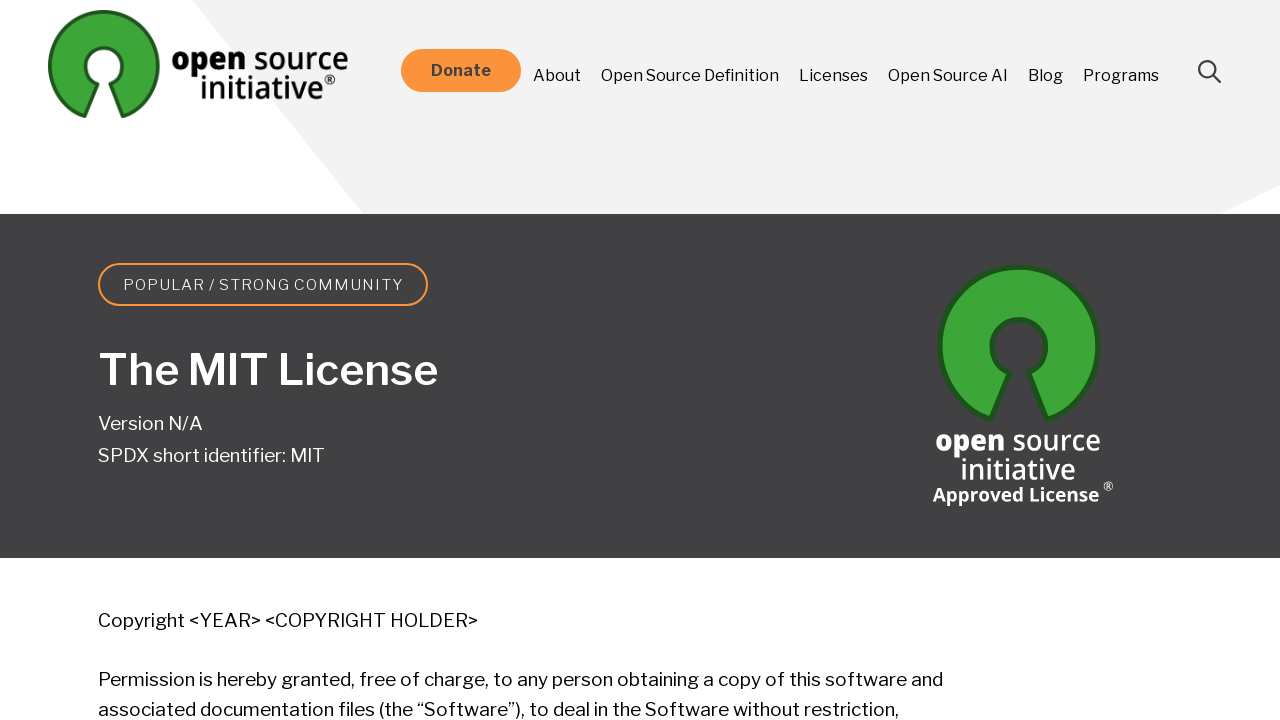 open source
initiative®
Donate
About
Open Source Definition
Licenses
Open Source AI
Blog
Programs
POPULAR / STRONG COMMUNITY
The MIT License
Version N/A
SPDX short identifier: MIT
open source
initiative
Approved License ®
Copyright <YEAR> <COPYRIGHT HOLDER>
Permission is hereby granted, free of charge, to any person obtaining a copy of this software and
associated documentation files (the “Software”), to deal in the Software without restriction,